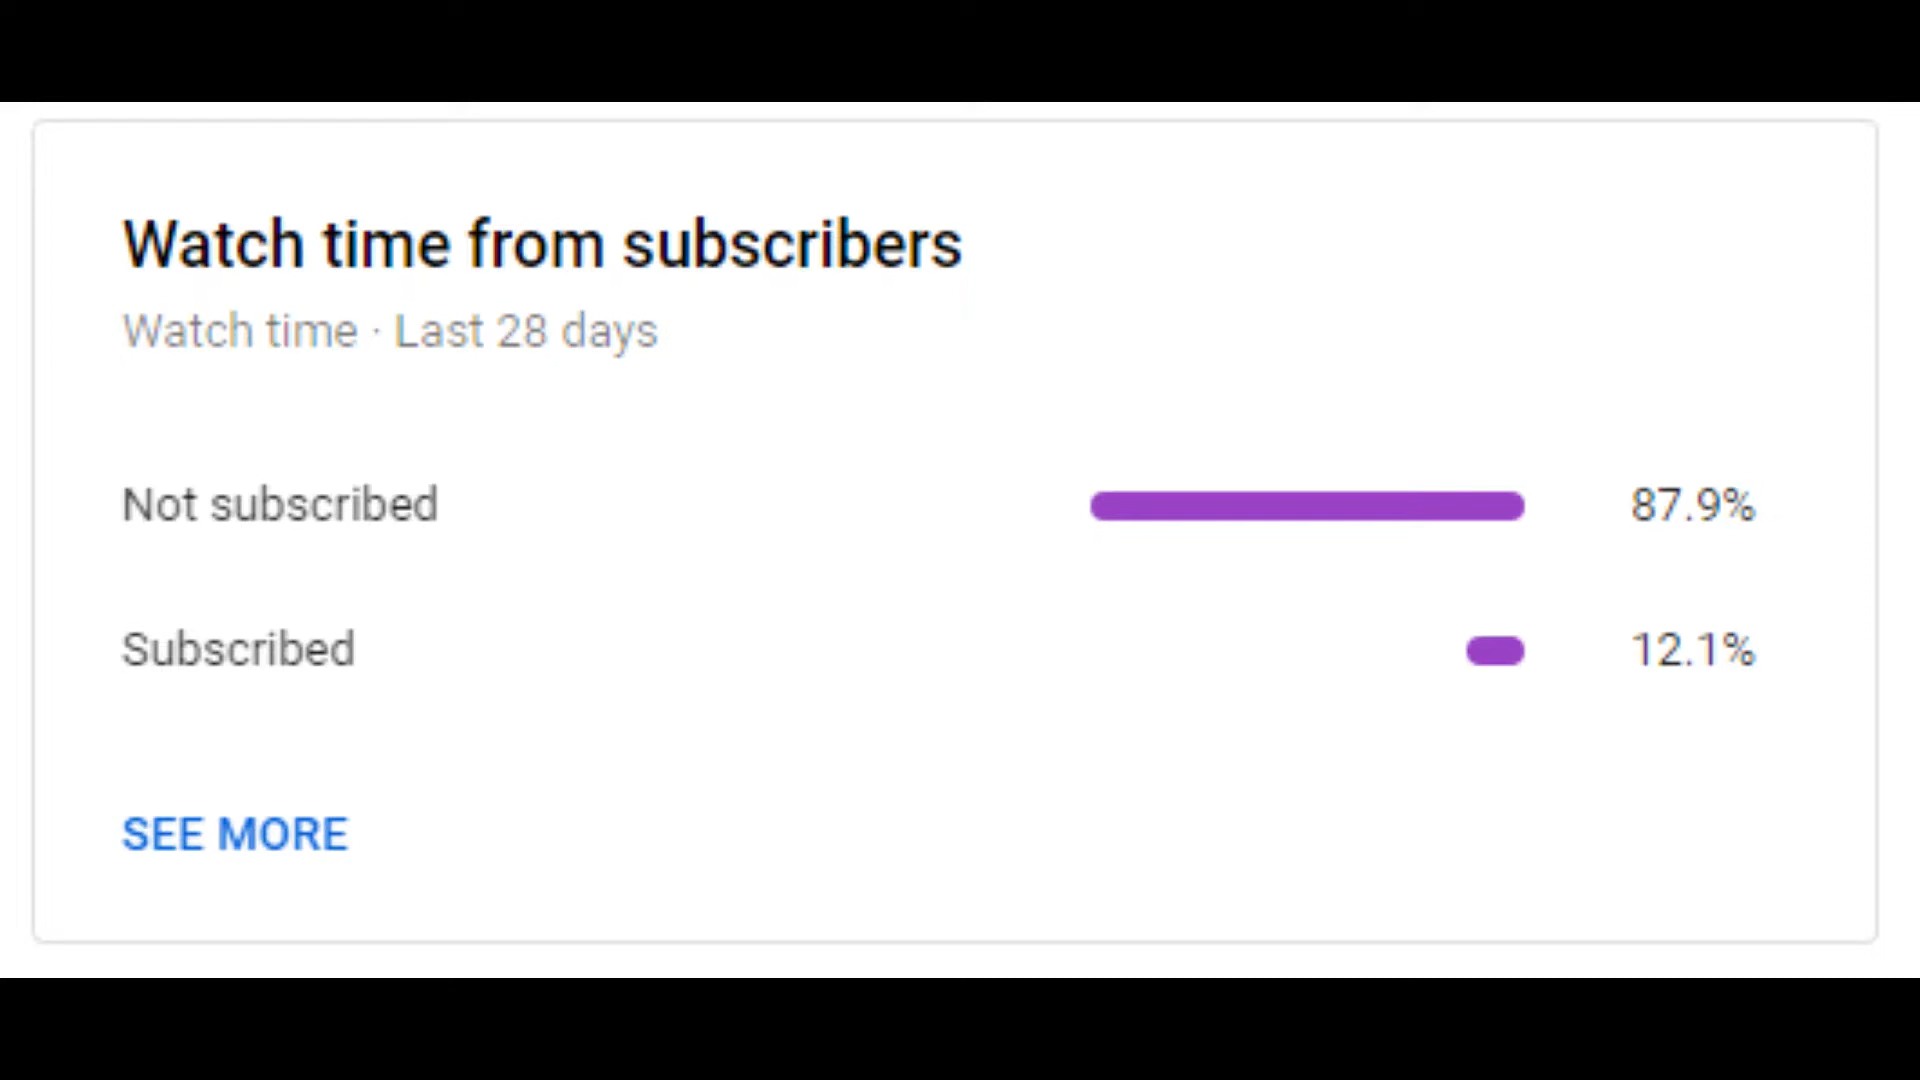 Watch time from subscribers
Watch time · Last 28 days
Not subscribed 87.9%
Subscribed 12.1%
SEE MORE